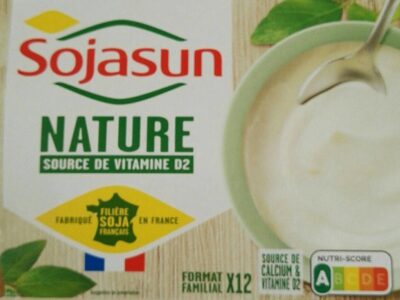 Sojasun
NATURE
SOURCE DE VITAMINE D2
FABRIQUÉ
FILIÈRE
SOJA
FRANÇAIS
EN FRANCE
FORMAT
FAMILIAL
X12
SOURCE DE
CALCIUM &
VITAMINE D2
NUTRI-SCORE
A B C D E